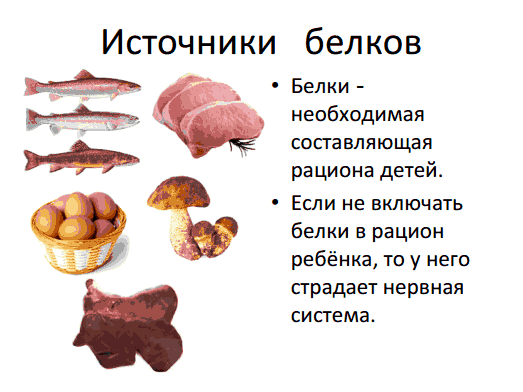 Источники белков
• Белки -
необходимая
составляющая
рациона детей.
• Если не включать
белки в рацион
ребёнка, то у него
страдает нервная
система.